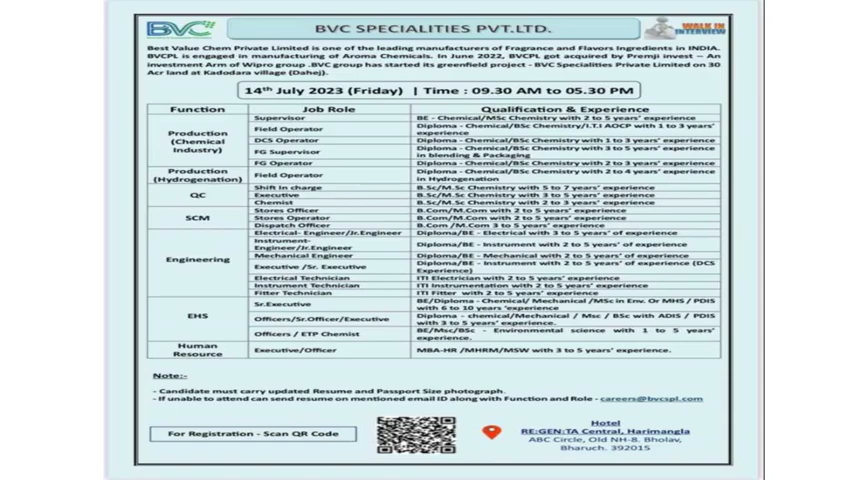 BVC
BVC SPECIALITIES PVT.LTD.
WALK IN
INTERVIEW
Best Value Chem Private Limited is one of the leading manufacturers of Fragrance and Flavors Ingredients in INDIA.
BVCPL is engaged in manufacturing of Aroma Chemicals. In June 2022, BVCPL got acquired by Premji invest – An
investment Arm of Wipro group .BVC group has started its greenfield project - BVC Specialities Private Limited on 30
Acr land at Kadodara village (Dahej).
14th July 2023 (Friday) | Time : 09.30 AM to 05.30 PM
Function Job Role Qualification & Experience
Production
(Chemical
Industry)
Supervisor BE - Chemical/MSc Chemistry with 2 to 5 years' experience
Field Operator Diploma - Chemical/BSc Chemistry/I.T.I AOCP with 1 to 3 years'
experience
DCS Operator Diploma - Chemical/BSc Chemistry with 1 to 3 years' experience
FG Supervisor Diploma - Chemical/BSc Chemistry with 3 to 5 years' experience
in blending & Packaging
FG Operator Diploma - Chemical/BSc Chemistry with 2 to 3 years' experience
Production
(Hydrogenation)
Field Operator Diploma - Chemical/BSc Chemistry with 2 to 4 years' experience
in Hydrogenation
QC
Shift In charge B.Sc/M.Sc Chemistry with 5 to 7 years' experience
Executive B.Sc/M.Sc Chemistry with 3 to 5 years' experience
Chemist B.Sc/M.Sc Chemistry with 2 to 3 years' experience
SCM
Stores Officer B.Com/M.Com with 2 to 5 years' experience
Stores Operator B.Com/M.Com with 2 to 5 years' experience
Dispatch Officer B.Com /M.Com 3 to 5 years' experience
Engineering
Electrical- Engineer/Jr.Engineer Diploma/BE - Electrical with 3 to 5 years' of experience
Instrument-
Engineer/Jr.Engineer Diploma/BE - Instrument with 2 to 5 years' of experience
Mechanical Engineer Diploma/BE - Mechanical with 2 to 5 years' of experience
Executive /Sr. Executive Diploma/BE - Instrument with 2 to 5 years' of experience (DCS
Experience)
Electrical Technician ITI Electrician with 2 to 5 years' experience
Instrument Technician ITI Instrumentation with 2 to 5 years' experience
Fitter Technician ITI Fitter with 2 to 5 years' experience
EHS
Sr.Executive BE/Diploma - Chemical/ Mechanical /MSc in Env. Or MHS / PDIS
with 6 to 10 years 'experience
Officers/Sr.Officer/Executive Diploma - chemical/Mechanical / Msc / BSc with ADIS / PDIS
with 3 to 5 years' experience.
Officers / ETP Chemist BE/Msc/BSc - Environmental science with 1 to 5 years'
experience.
Human
Resource
Executive/Officer MBA-HR /MHRM/MSW with 3 to 5 years' experience.
Note:-
- Candidate must carry updated Resume and Passport Size photograph.
- If unable to attend can send resume on mentioned email ID along with Function and Role - careers@bvcspl.com
For Registration - Scan QR Code
Hotel
RE:GEN:TA Central, Harimangla
ABC Circle, Old NH-8. Bholav,
Bharuch. 392015